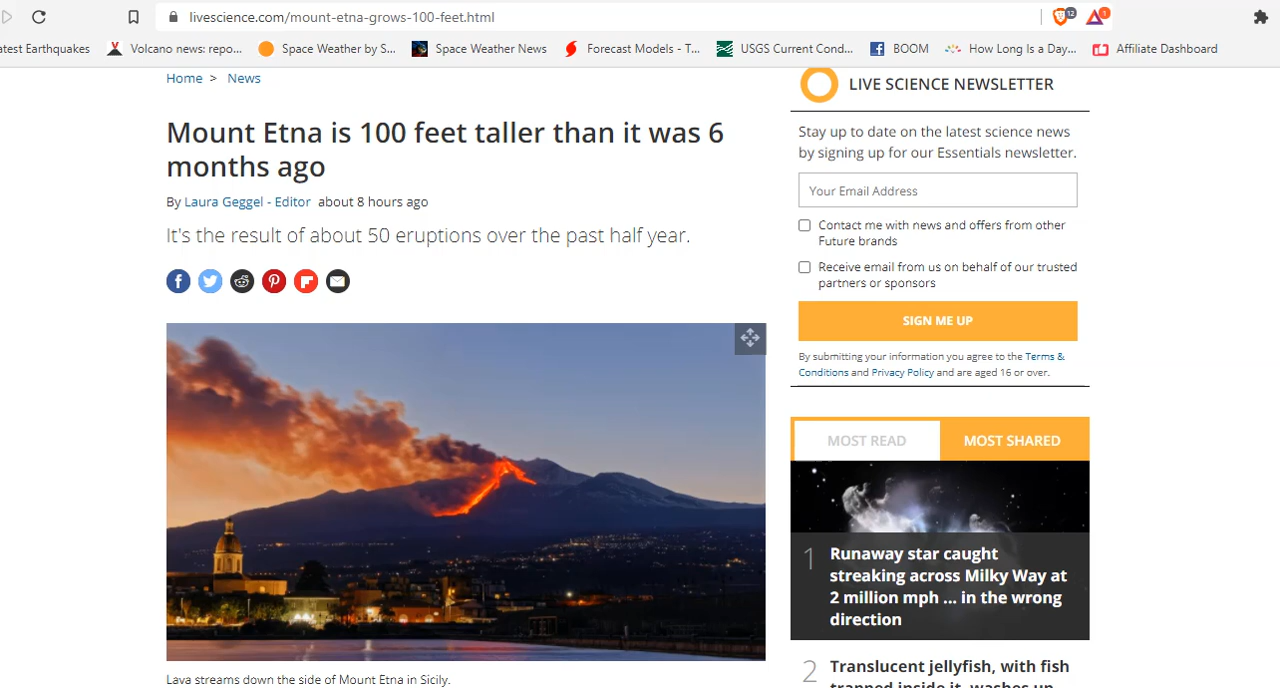 livescience.com/mount-etna-grows-100-feet.html
12
1
atest Earthquakes
Volcano news: repo...
Space Weather by S...
Space Weather News
Forecast Models - T...
USGS Current Cond...
BOOM
How Long Is a Day...
Affiliate Dashboard
Home > News
Mount Etna is 100 feet taller than it was 6
months ago
By Laura Geggel - Editor about 8 hours ago
It's the result of about 50 eruptions over the past half year.
Lava streams down the side of Mount Etna in Sicily.
LIVE SCIENCE NEWSLETTER
Stay up to date on the latest science news
by signing up for our Essentials newsletter.
Your Email Address
Contact me with news and offers from other
Future brands
Receive email from us on behalf of our trusted
partners or sponsors
SIGN ME UP
By submitting your information you agree to the Terms &
Conditions and Privacy Policy and are aged 16 or over.
MOST READ
MOST SHARED
1
Runaway star caught
streaking across Milky Way at
2 million mph ... in the wrong
direction
2
Translucent jellyfish, with fish
trapped inside it, washes up